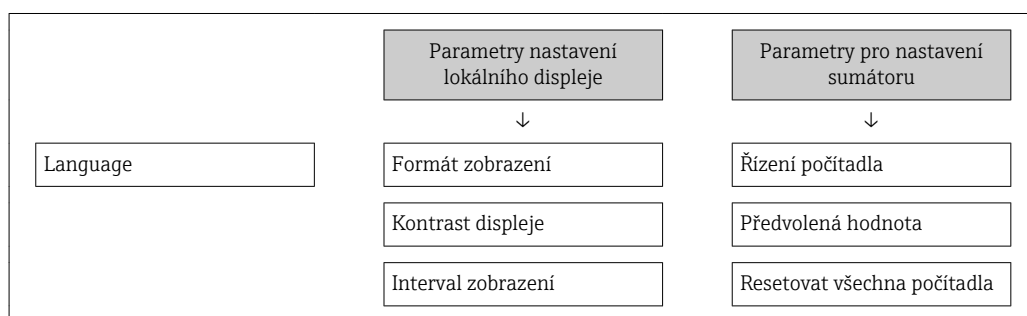 Parametry nastavení
lokálního displeje
Parametry pro nastavení
sumátoru
↓
↓
Language
Formát zobrazení
Řízení počítadla
Kontrast displeje
Předvolená hodnota
Interval zobrazení
Resetovat všechna počítadla